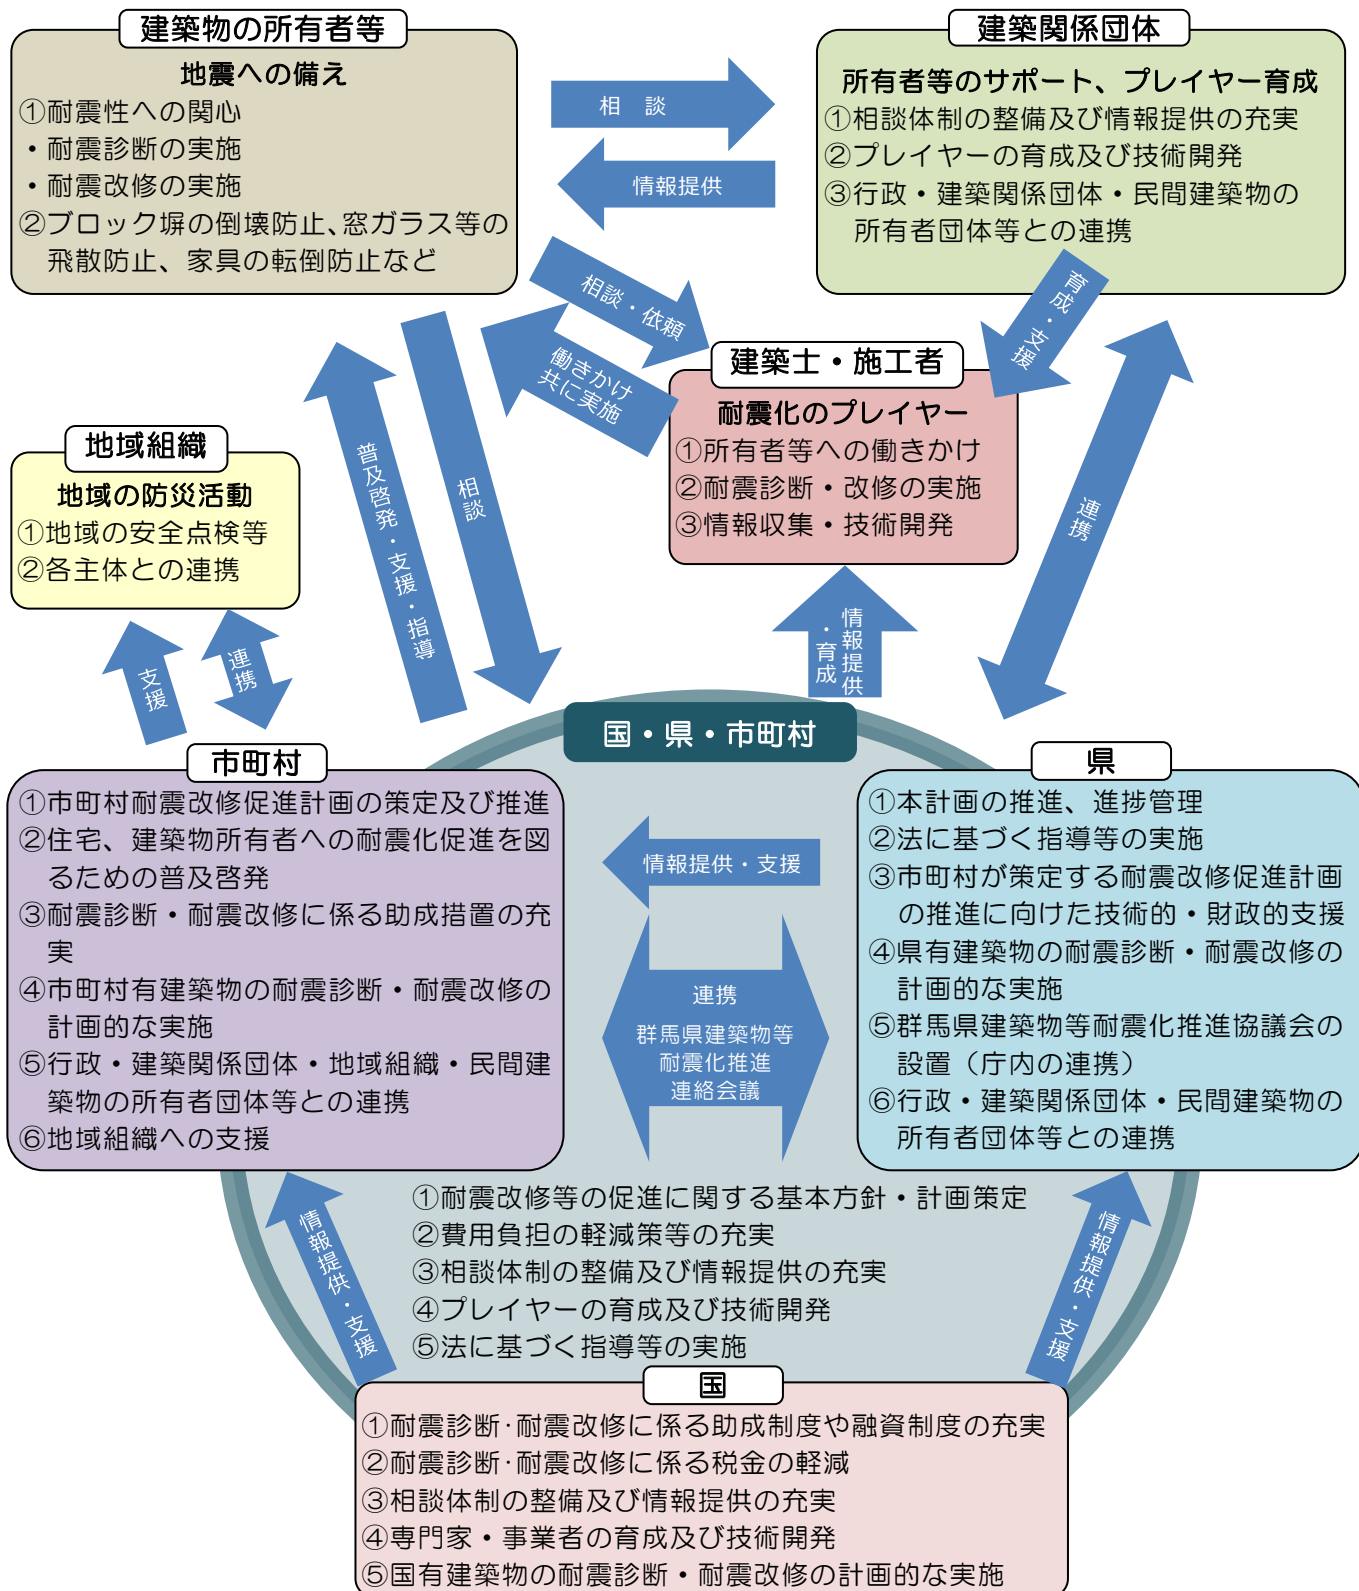 建築物の所有者等
地震への備え
①耐震性への関心
・耐震診断の実施
・耐震改修の実施
②ブロック塀の倒壊防止、窓ガラス等の
飛散防止、家具の転倒防止など
相　談
情報提供
建築関係団体
所有者等のサポート、プレイヤー育成
①相談体制の整備及び情報提供の充実
②プレイヤーの育成及び技術開発
③行政・建築関係団体・民間建築物の
所有者団体等との連携
相談・依頼
働きかけ
共に実施
育成・支援
建築士・施工者
耐震化のプレイヤー
①所有者等への働きかけ
②耐震診断・改修の実施
③情報収集・技術開発
地域組織
地域の防災活動
①地域の安全点検等
②各主体との連携
普及啓発・支援・指導
相談
連携
支援
連携
情報提供
・育成
国・県・市町村
市町村
①市町村耐震改修促進計画の策定及び推進
②住宅、建築物所有者への耐震化促進を図
るための普及啓発
③耐震診断・耐震改修に係る助成措置の充
実
④市町村有建築物の耐震診断・耐震改修の
計画的な実施
⑤行政・建築関係団体・地域組織・民間建
築物の所有者団体等との連携
⑥地域組織への支援
情報提供・支援
連携
群馬県建築物等
耐震化推進
連絡会議
県
①本計画の推進、進捗管理
②法に基づく指導等の実施
③市町村が策定する耐震改修促進計画
の推進に向けた技術的・財政的支援
④県有建築物の耐震診断・耐震改修の
計画的な実施
⑤群馬県建築物等耐震化推進協議会の
設置（庁内の連携）
⑥行政・建築関係団体・民間建築物の
所有者団体等との連携
①耐震改修等の促進に関する基本方針・計画策定
②費用負担の軽減策等の充実
③相談体制の整備及び情報提供の充実
④プレイヤーの育成及び技術開発
⑤法に基づく指導等の実施
情報提供・支援
情報提供・支援
国
①耐震診断・耐震改修に係る助成制度や融資制度の充実
②耐震診断・耐震改修に係る税金の軽減
③相談体制の整備及び情報提供の充実
④専門家・事業者の育成及び技術開発
⑤国有建築物の耐震診断・耐震改修の計画的な実施